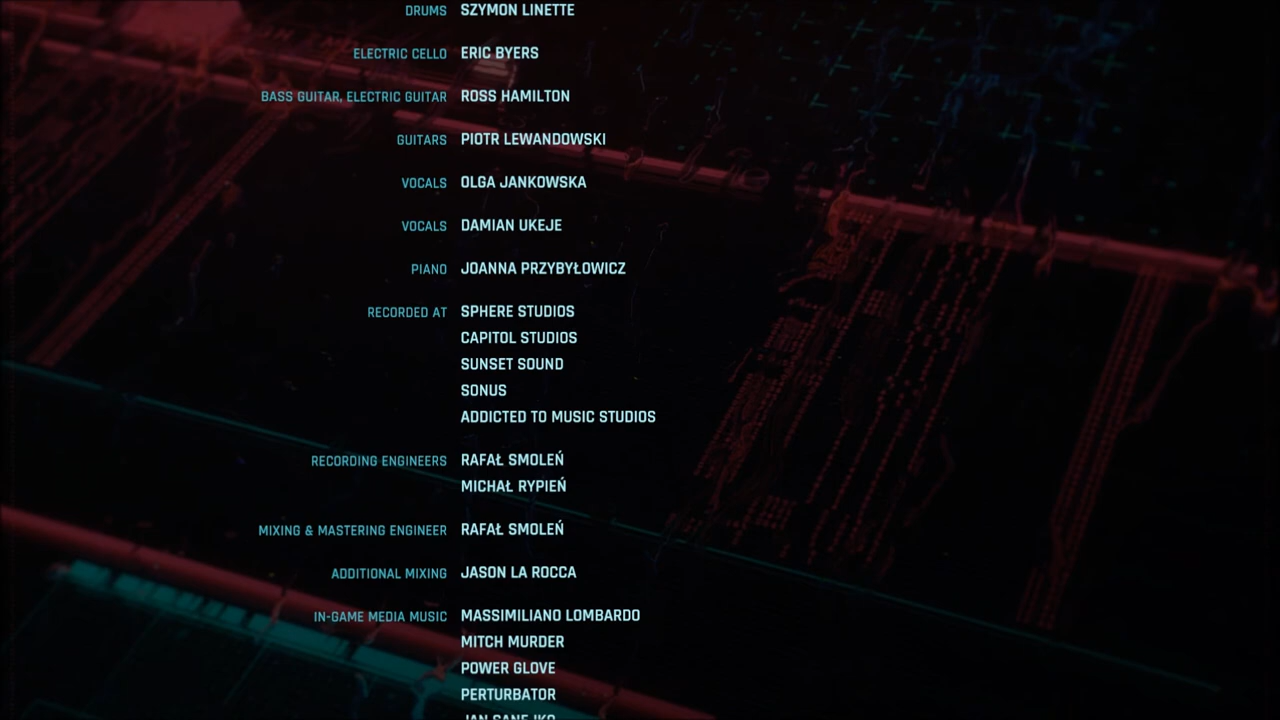 DRUMS SZYMON LINETTE
ELECTRIC CELLO ERIC BYERS
BASS GUITAR, ELECTRIC GUITAR ROSS HAMILTON
GUITARS PIOTR LEWANDOWSKI
VOCALS OLGA JANKOWSKA
VOCALS DAMIAN UKEJE
PIANO JOANNA PRZYBYŁOWICZ
RECORDED AT SPHERE STUDIOS
CAPITOL STUDIOS
SUNSET SOUND
SONUS
ADDICTED TO MUSIC STUDIOS
RECORDING ENGINEERS RAFAŁ SMOLEŃ
MICHAŁ RYPIEŃ
MIXING & MASTERING ENGINEER RAFAŁ SMOLEŃ
ADDITIONAL MIXING JASON LA ROCCA
IN-GAME MEDIA MUSIC MASSIMILIANO LOMBARDO
MITCH MURDER
POWER GLOVE
PERTURBATOR
JAN